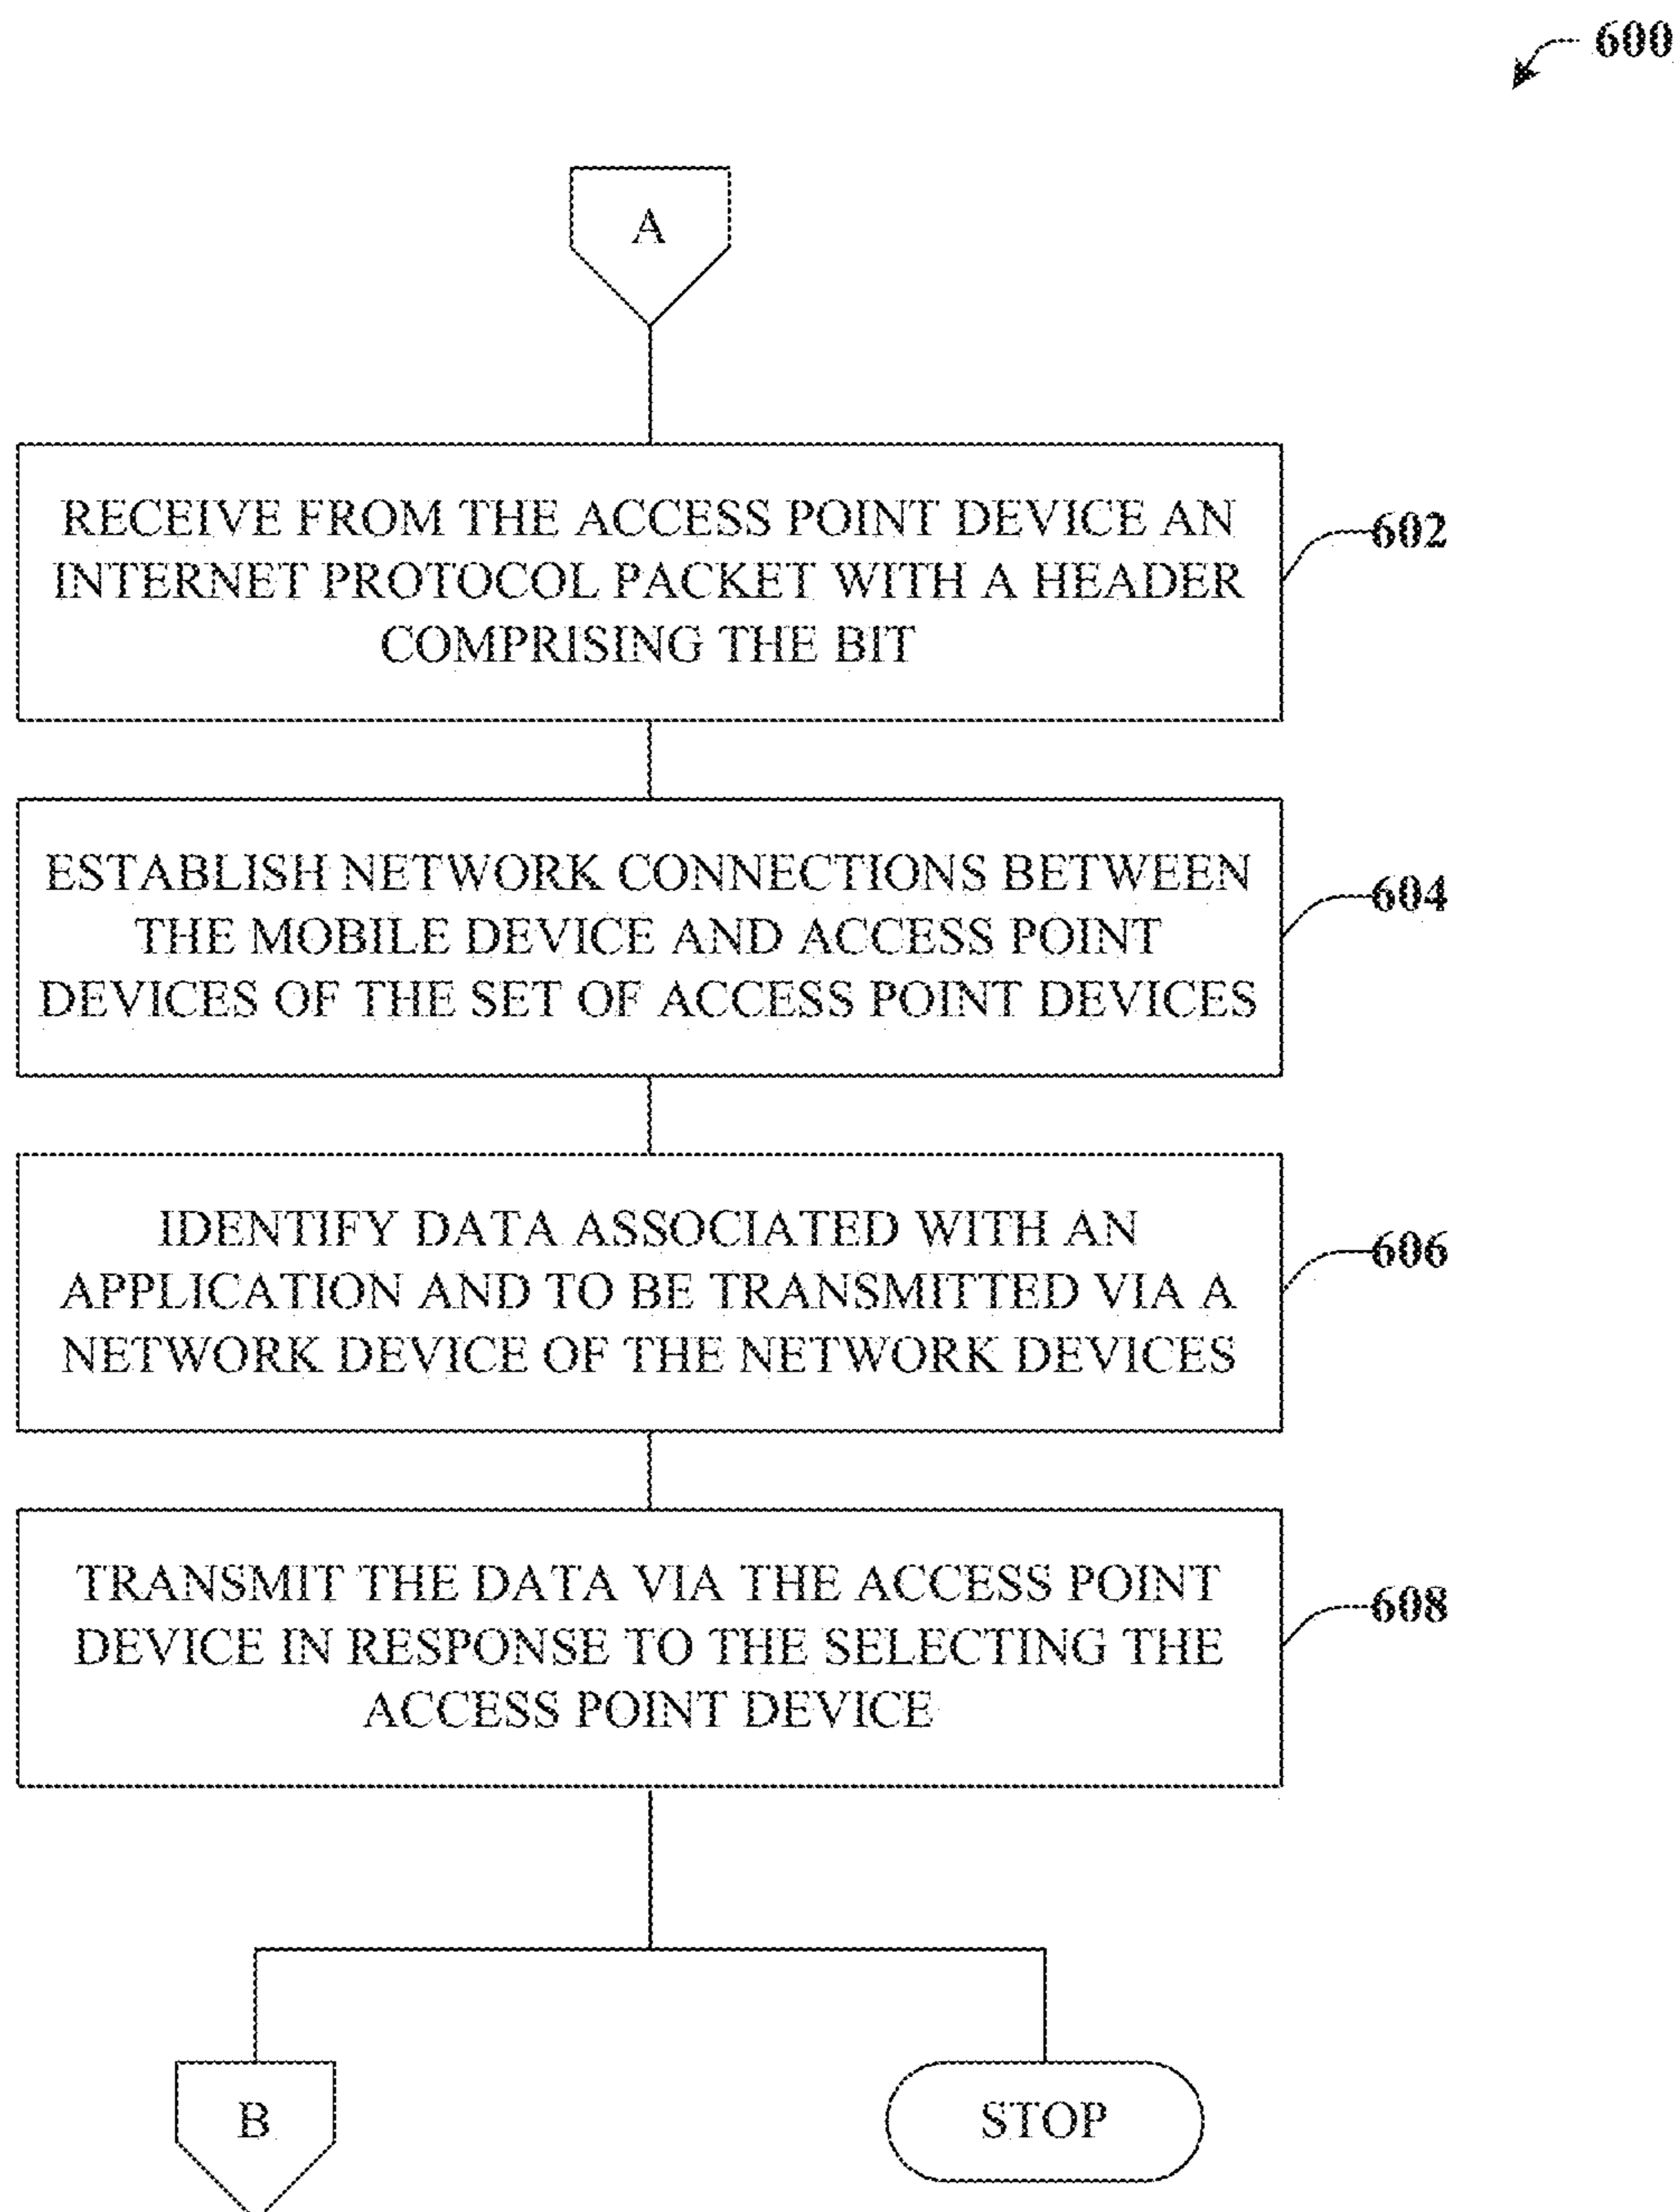 600
A
RECEIVE FROM THE ACCESS POINT DEVICE AN
INTERNET PROTOCOL PACKET WITH A HEADER
COMPRISING THE BIT
602
ESTABLISH NETWORK CONNECTIONS BETWEEN
THE MOBILE DEVICE AND ACCESS POINT
DEVICES OF THE SET OF ACCESS POINT DEVICES
604
IDENTIFY DATA ASSOCIATED WITH AN
APPLICATION AND TO BE TRANSMITTED VIA A
NETWORK DEVICE OF THE NETWORK DEVICES
606
TRANSMIT THE DATA VIA THE ACCESS POINT
DEVICE IN RESPONSE TO THE SELECTING THE
ACCESS POINT DEVICE
608
B
STOP